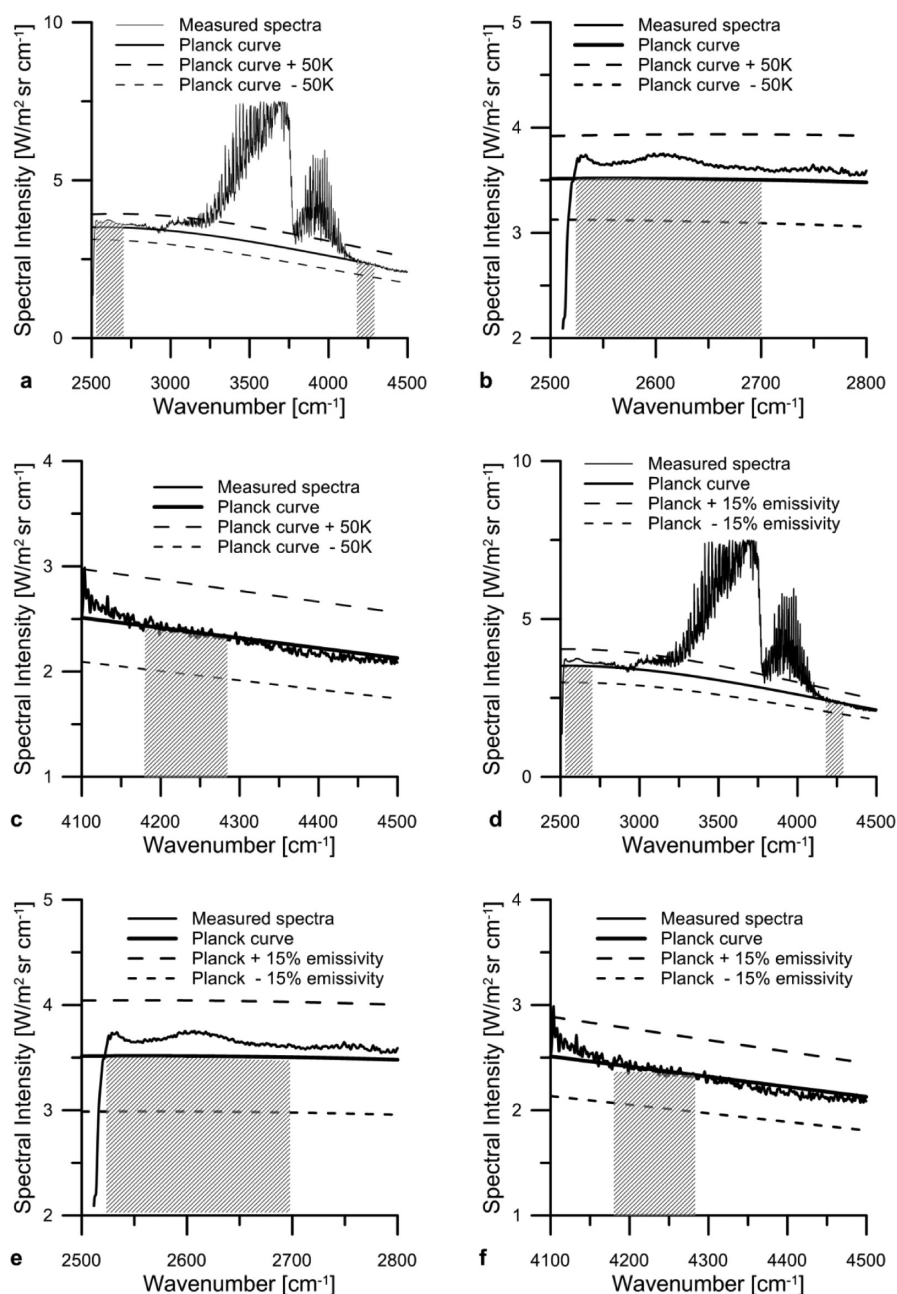 10
Measured spectra
Planck curve
Planck curve + 50K
Planck curve - 50K
Spectral Intensity [W/m² sr cm⁻¹]
5
0
2500 3000 3500 4000 4500
a
Wavenumber [cm⁻¹]
5
Measured spectra
Planck curve
Planck curve + 50K
Planck curve - 50K
Spectral Intensity [W/m² sr cm⁻¹]
4
3
2
2500 2600 2700 2800
b
Wavenumber [cm⁻¹]
4
Measured spectra
Planck curve
Planck curve + 50K
Planck curve - 50K
Spectral Intensity [W/m² sr cm⁻¹]
3
2
1
4100 4200 4300 4400 4500
c
Wavenumber [cm⁻¹]
10
Measured spectra
Planck curve
Planck + 15% emissivity
Planck - 15% emissivity
Spectral Intensity [W/m² sr cm⁻¹]
5
0
2500 3000 3500 4000 4500
d
Wavenumber [cm⁻¹]
5
Measured spectra
Planck curve
Planck + 15% emissivity
Planck - 15% emissivity
Spectral Intensity [W/m² sr cm⁻¹]
4
3
2
2500 2600 2700 2800
e
Wavenumber [cm⁻¹]
4
Measured spectra
Planck curve
Planck + 15% emissivity
Planck - 15% emissivity
Spectral Intensity [W/m² sr cm⁻¹]
3
2
1
4100 4200 4300 4400 4500
f
Wavenumber [cm⁻¹]